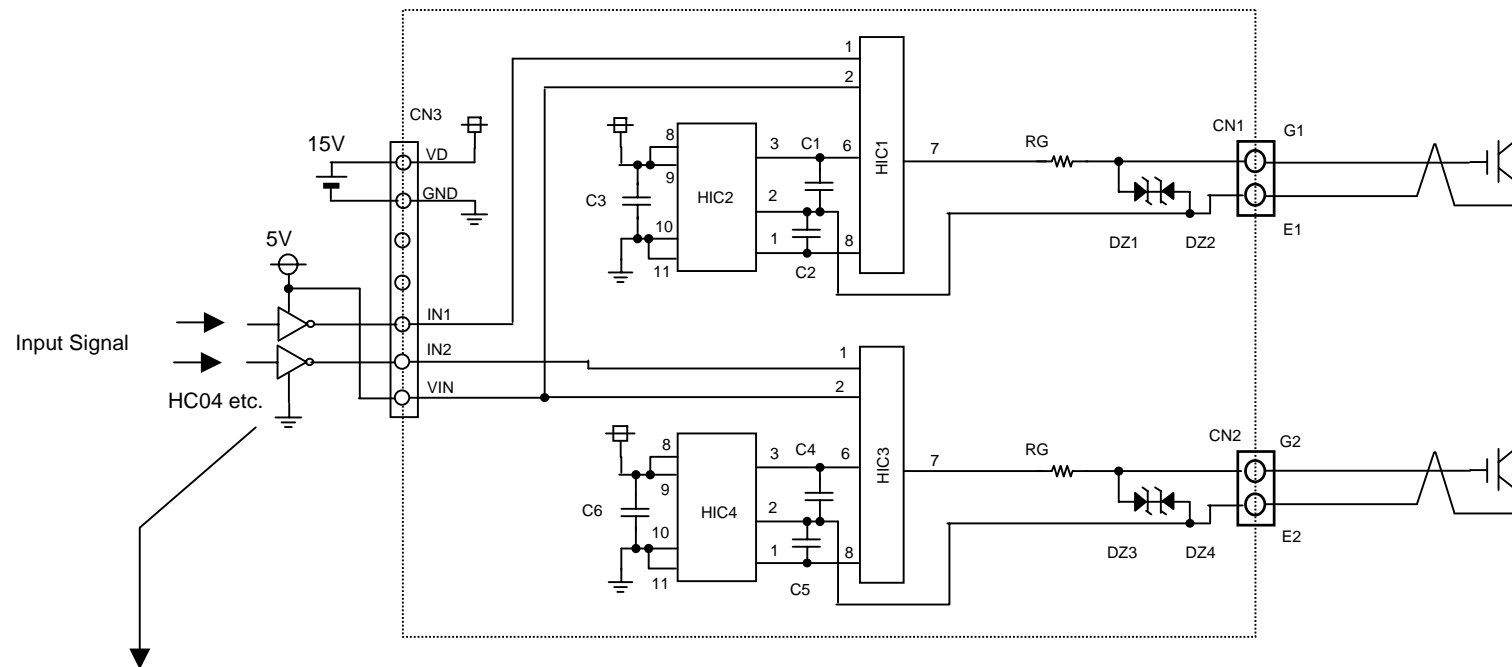 CN3
15V
VD
GND
5V
IN1
IN2
VIN
Input Signal
HC04 etc.
1
2
8
9
10
11
C3
HIC2
3
2
1
C1
C2
6
8
HIC1
7
RG
DZ1
DZ2
CN1
G1
E1
1
2
8
9
10
11
C6
HIC4
3
2
1
C4
C5
6
8
HIC3
7
RG
DZ3
DZ4
CN2
G2
E2